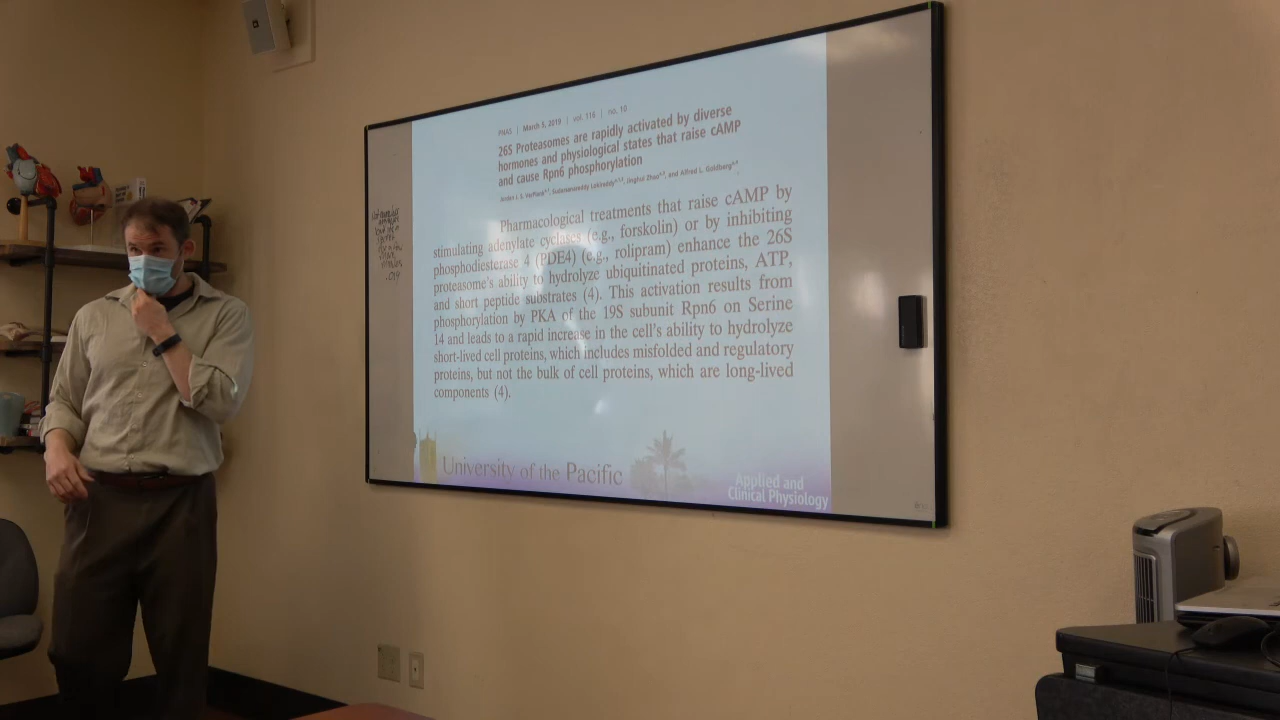 PNAS | March 5, 2019 | vol. 116 | no. 10
26S Proteasomes are rapidly activated by diverse
hormones and physiological states that raise cAMP
and cause Rpn6 phosphorylation
and Alfred L. Goldberg
Pharmacological treatments that raise cAMP by
stimulating adenylate cyclases (e.g., forskolin) or by inhibiting
phosphodiesterase 4 (PDE4) (e.g., rolipram) enhance the 26S
proteasome's ability to hydrolyze ubiquitinated proteins, ATP,
and short peptide substrates (4). This activation results from
phosphorylation by PKA of the 19S subunit Rpn6 on Serine
14 and leads to a rapid increase in the cell's ability to hydrolyze
short-lived cell proteins, which includes misfolded and regulatory
proteins, but not the bulk of cell proteins, which are long-lived
components (4).
University of the Pacific
Applied and
Clinical Physiology